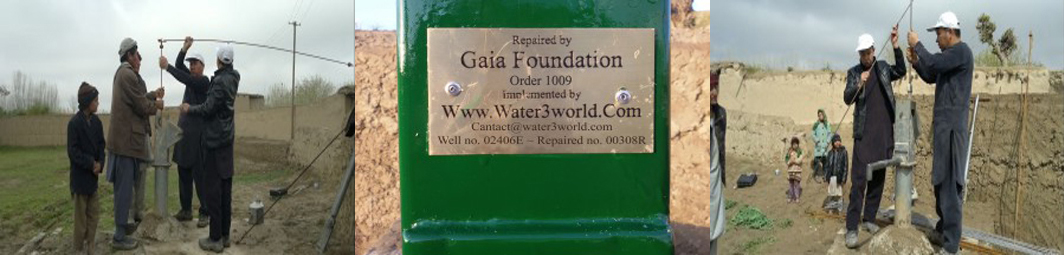 Repaired by
Gaia Foundation
Order 1009
implemented by
Www.Water3world.Com
Cantact@water3world.com
Well no. 02406E – Repaired no. 00308R